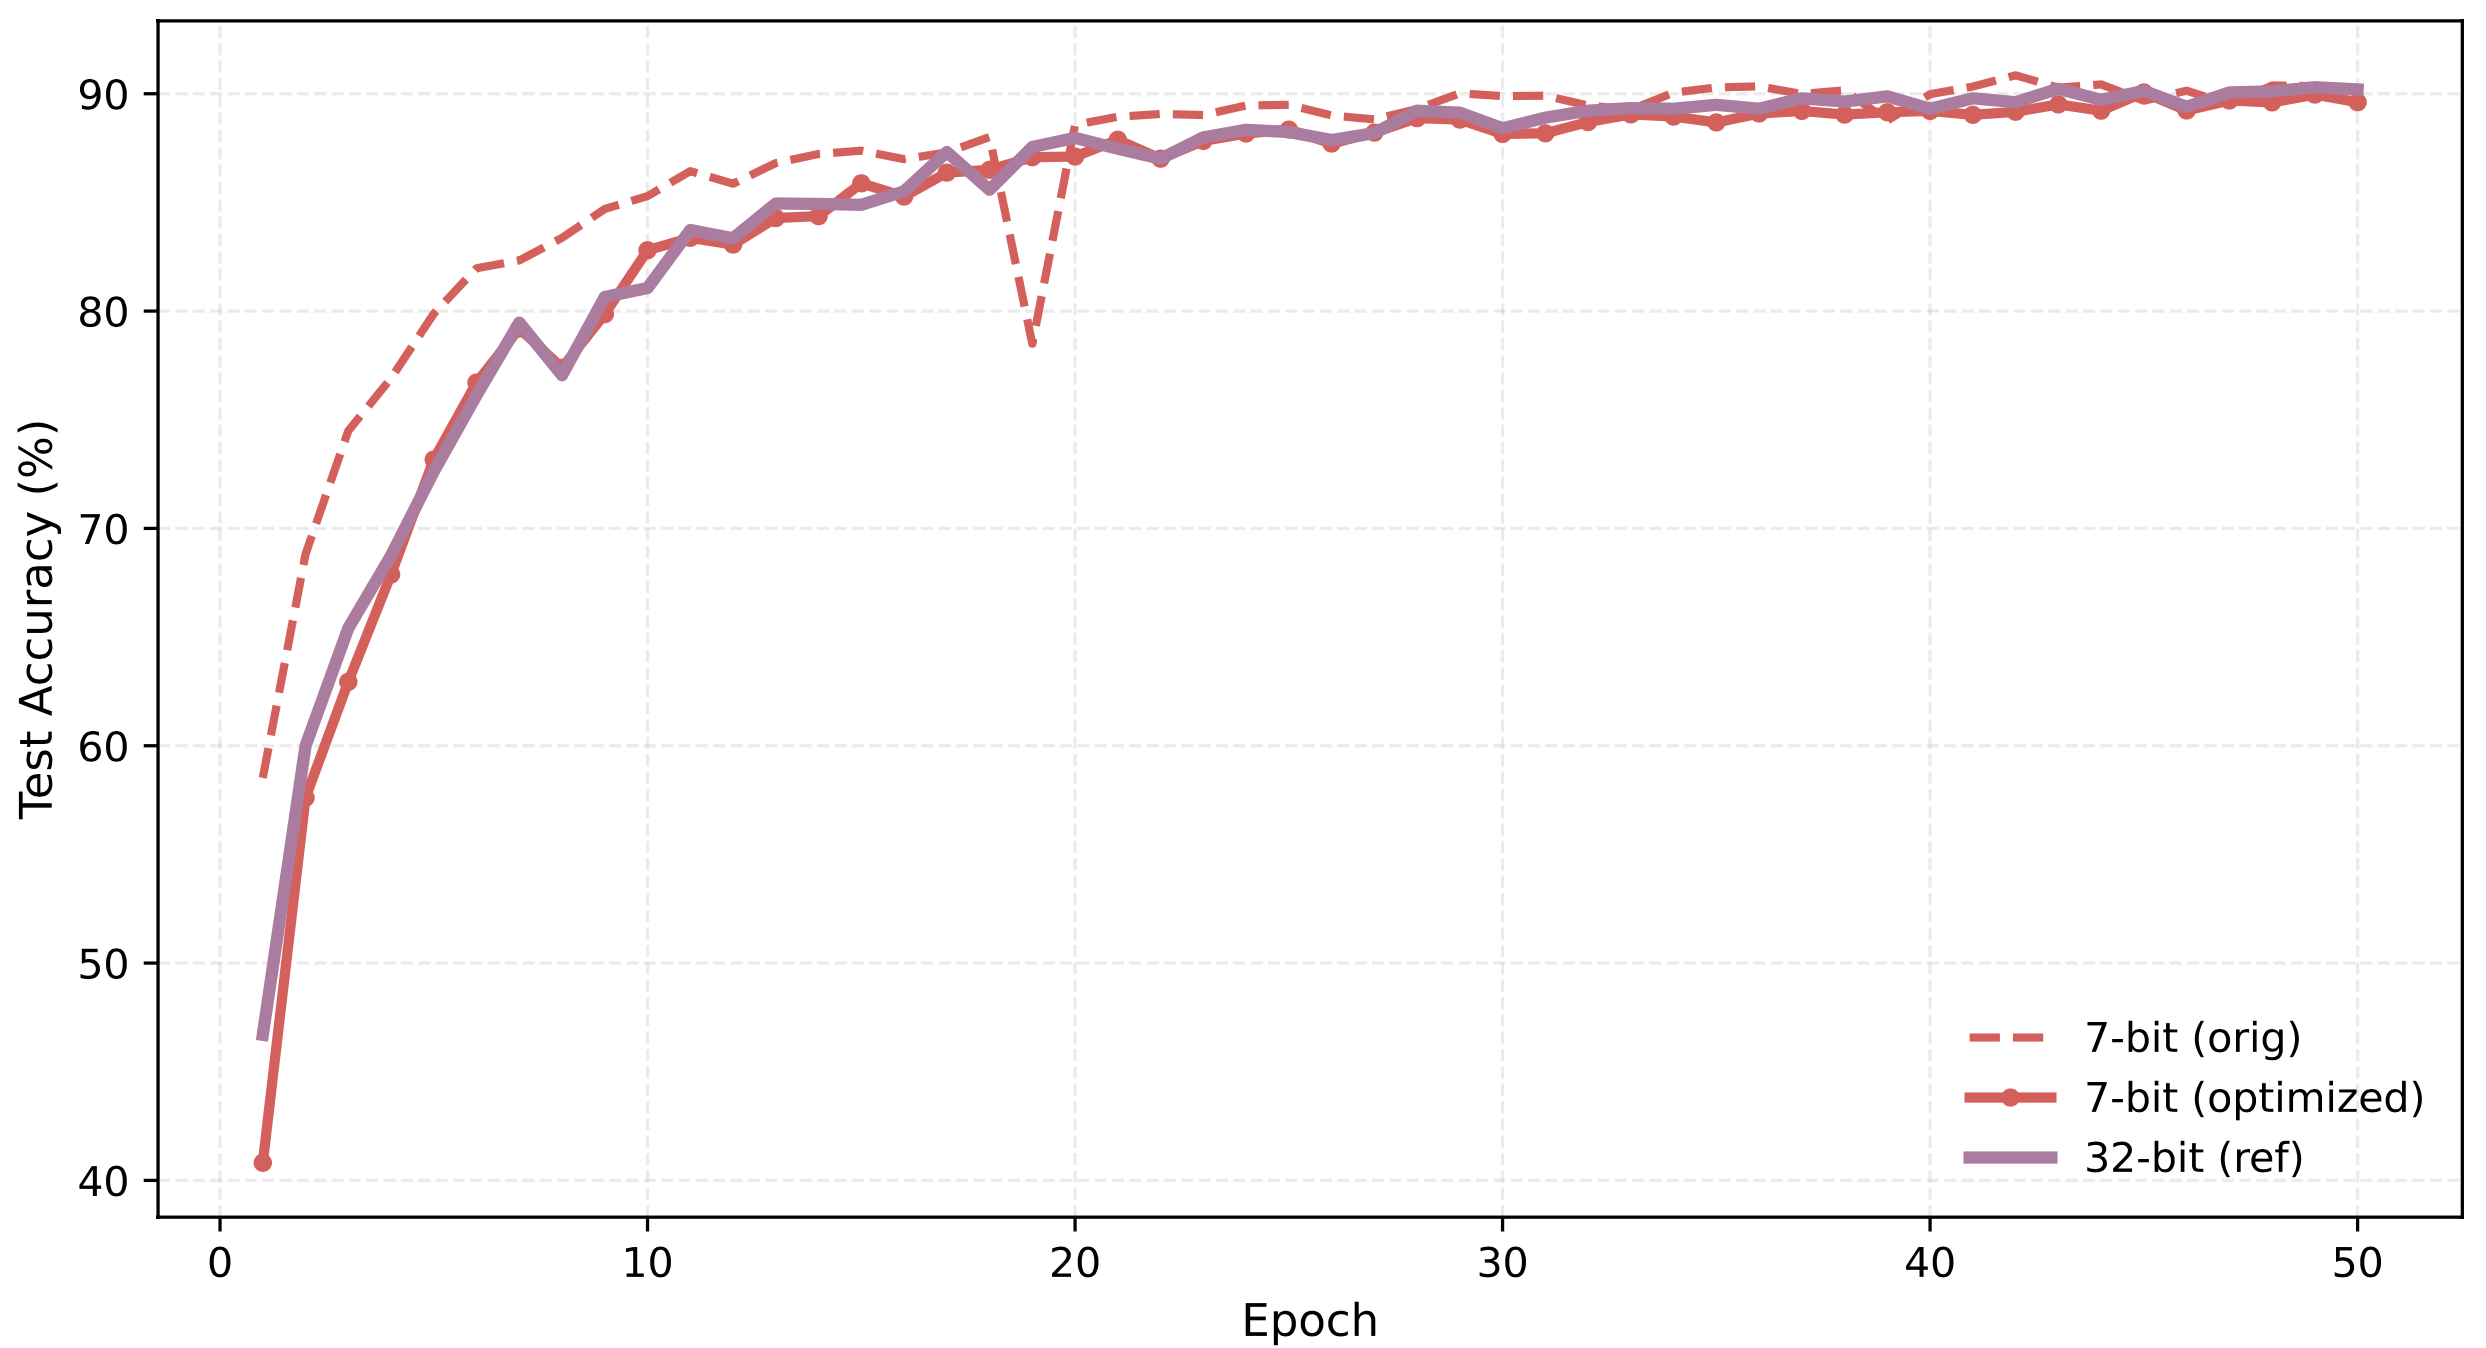 90
80
70
60
50
40
Test Accuracy (%)
0 10 20 30 40 50
Epoch
7-bit (orig)
7-bit (optimized)
32-bit (ref)